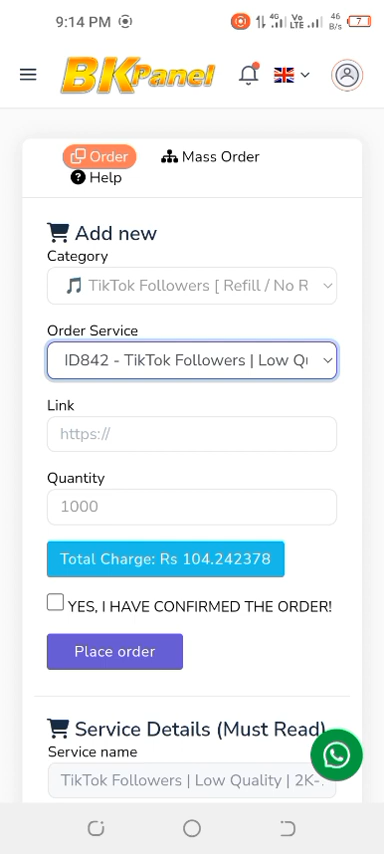 9:14 PM
4G
Vo
LTE
46
B/s
7
BKPanel
Order
Mass Order
Help
Add new
Category
TikTok Followers [ Refill / No R
Order Service
ID842 - TikTok Followers | Low Qu
Link
https://
Quantity
1000
Total Charge: Rs 104.242378
YES, I HAVE CONFIRMED THE ORDER!
Place order
Service Details (Must Read)
Service name
TikTok Followers | Low Quality | 2K-